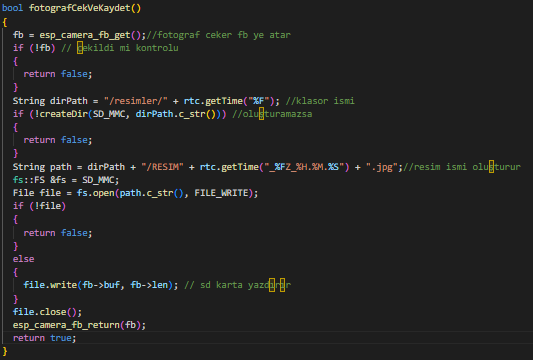 bool fotografCekVeKaydet()
{
  fb = esp_camera_fb_get();//fotograf ceker fb ye atar
  if (!fb) // çekildi mi kontrolu
  {
    return false;
  }
  String dirPath = "/resimler/" + rtc.getTime("%F"); //klasor ismi
  if (!createDir(SD_MMC, dirPath.c_str())) //oluşturamazsa
  {
    return false;
  }
  String path = dirPath + "/RESIM" + rtc.getTime("_%FZ_%H.%M.%S") + ".jpg";//resim ismi oluşturur
  fs::FS &fs = SD_MMC;
  File file = fs.open(path.c_str(), FILE_WRITE);
  if (!file)
  {
    return false;
  }
  else
  {
    file.write(fb->buf, fb->len); // sd karta yazdırır
  }
  file.close();
  esp_camera_fb_return(fb);
  return true;
}